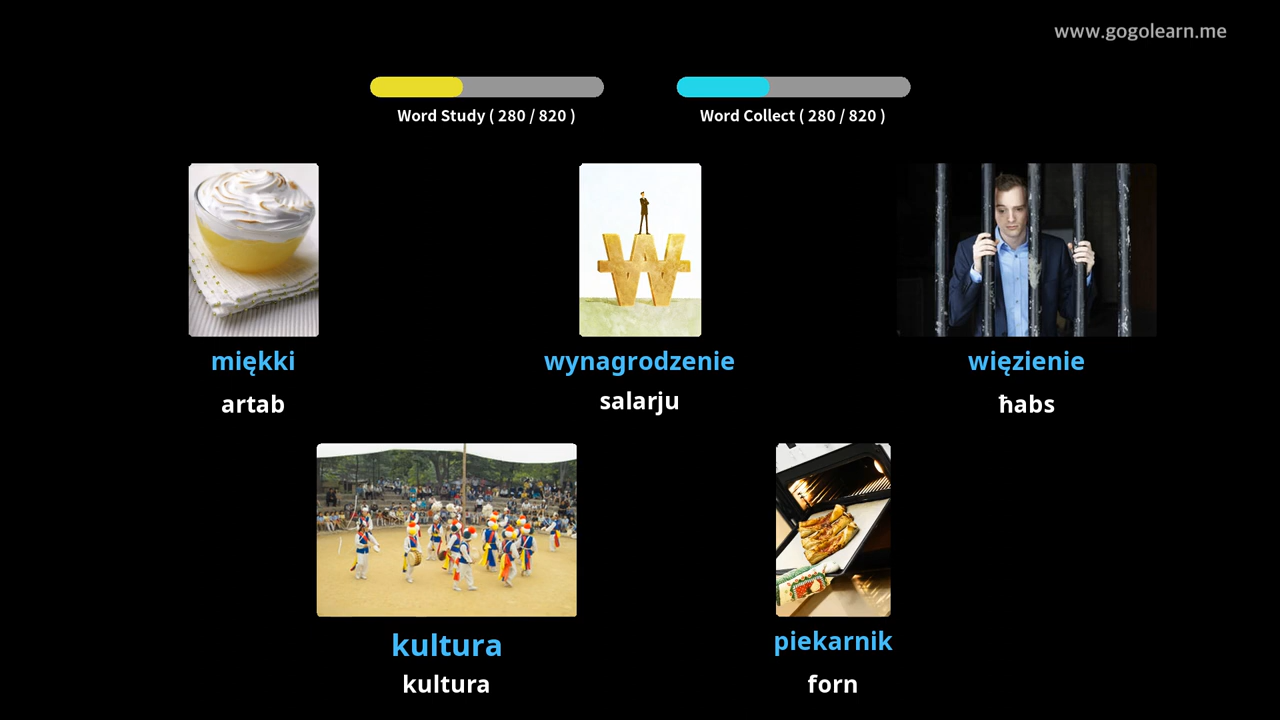 www.gogolearn.me
Word Study ( 280 / 820 )
Word Collect ( 280 / 820 )
miękki
wynagrodzenie
więzienie
artab
salarju
ħabs
kultura
piekarnik
kultura
forn